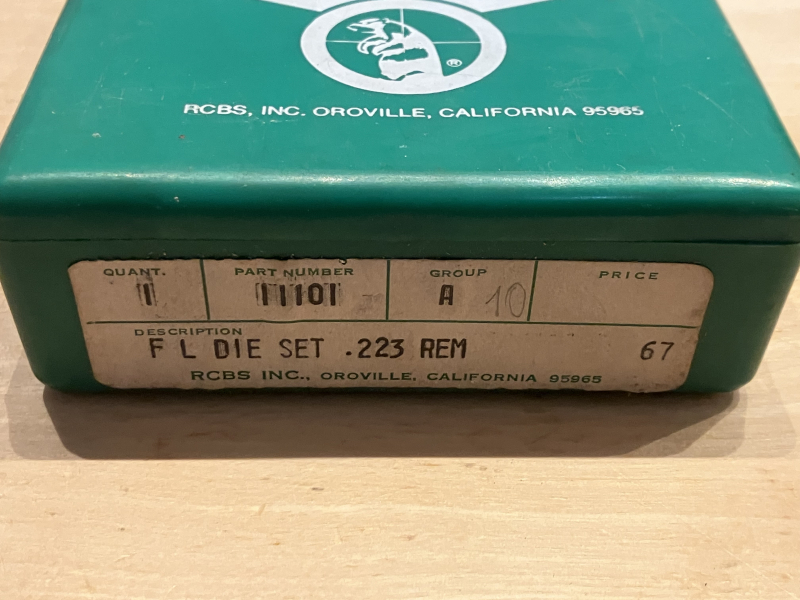 ®
RCBS, INC. OROVILLE, CALIFORNIA 95965
QUANT. PART NUMBER GROUP PRICE
1 11101 A 10
DESCRIPTION
F L DIE SET .223 REM 67
RCBS INC., OROVILLE, CALIFORNIA 95965